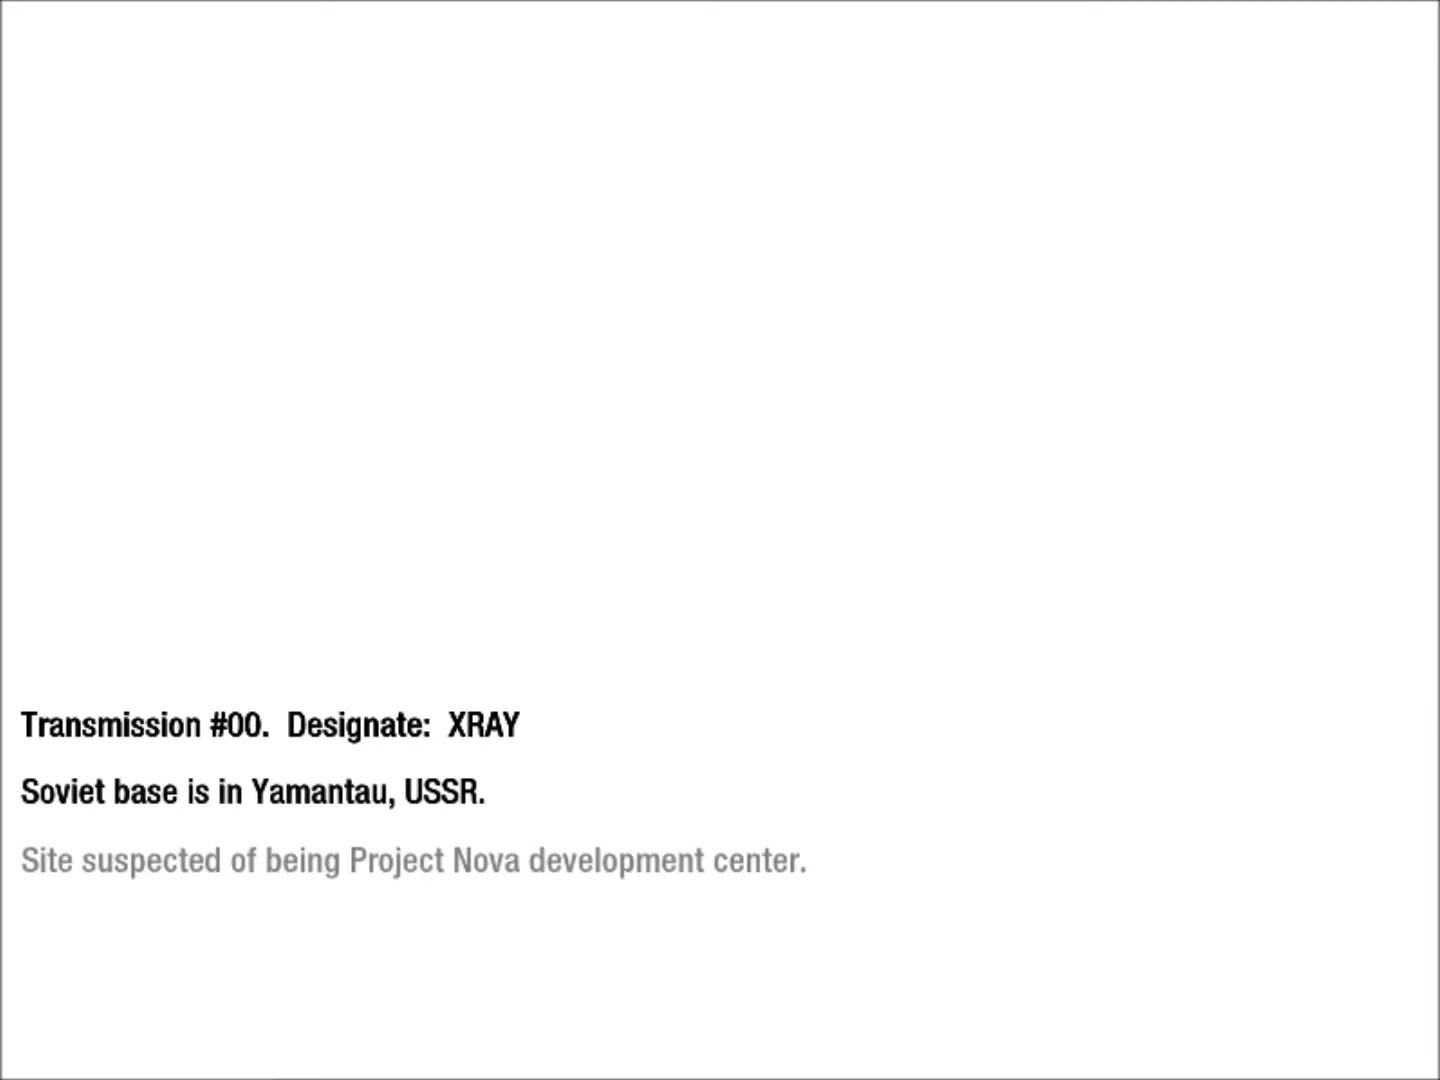 Transmission #00.  Designate:  XRAY
Soviet base is in Yamantau, USSR.
Site suspected of being Project Nova development center.